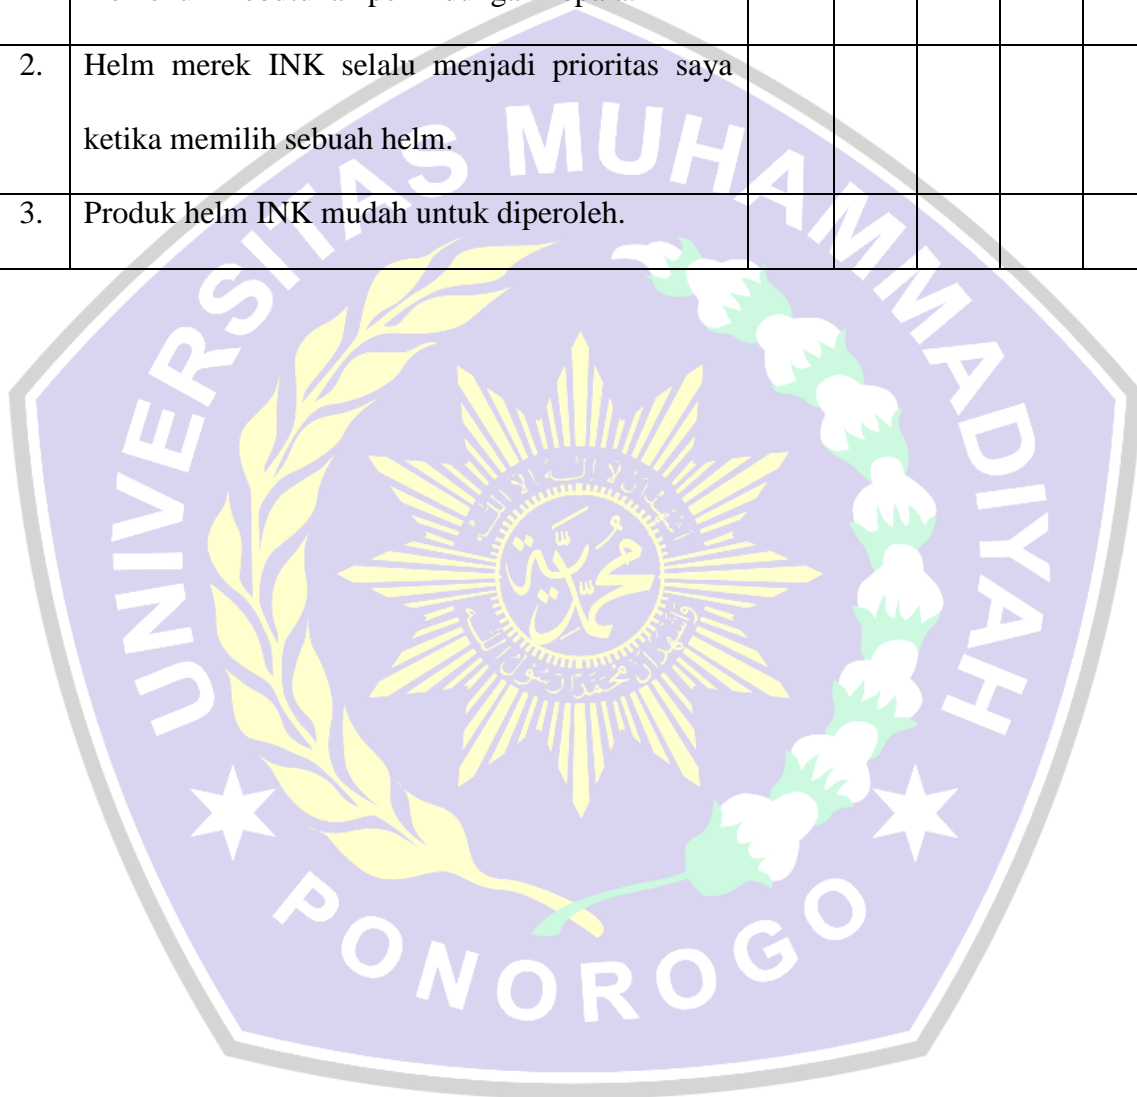 2. Helm merek INK selalu menjadi prioritas saya
ketika memilih sebuah helm.
3. Produk helm INK mudah untuk diperoleh.
UNIVERSITAS MUHAMMADIYAH
PONOROGO
محمدية